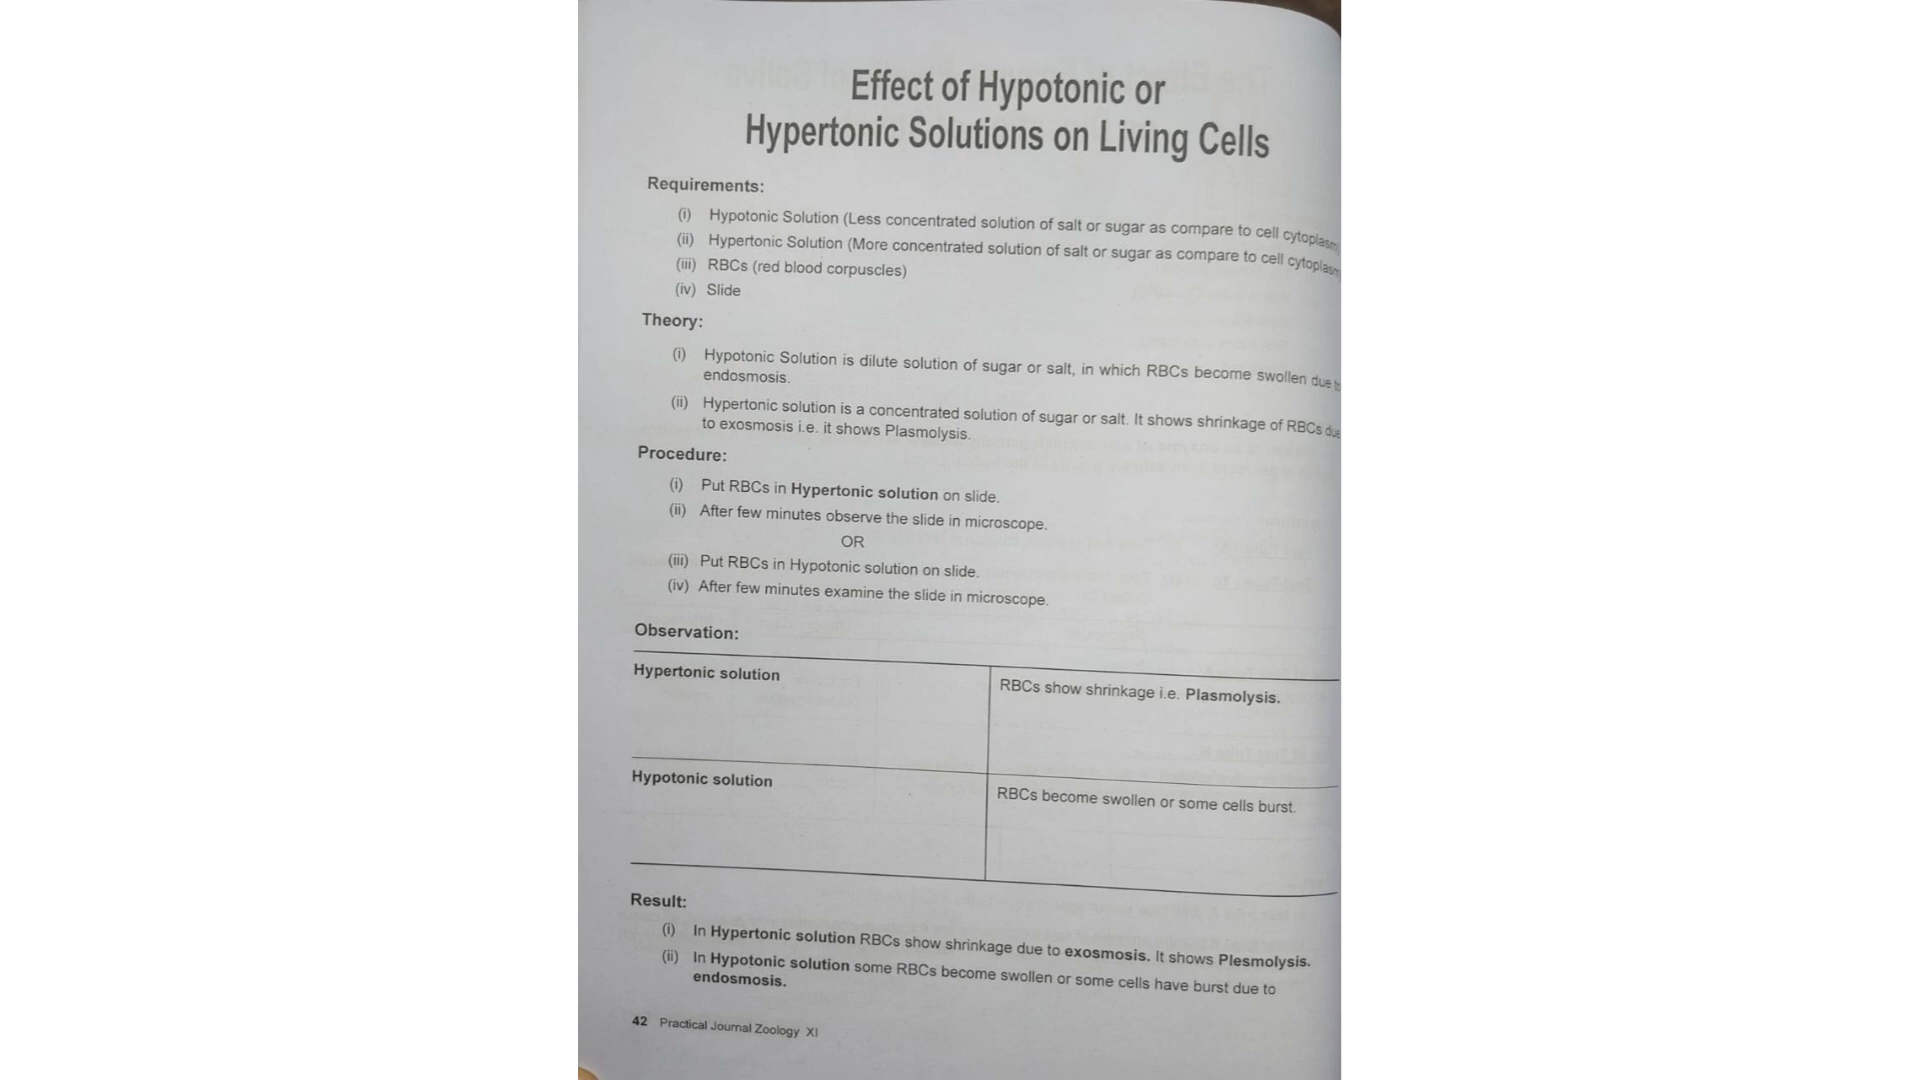 Effect of Hypotonic or
Hypertonic Solutions on Living Cells
Requirements:
(i) Hypotonic Solution (Less concentrated solution of salt or sugar as compare to cell cytoplasm)
(ii) Hypertonic Solution (More concentrated solution of salt or sugar as compare to cell cytoplasm
(iii) RBCs (red blood corpuscles)
(iv) Slide
Theory:
(i) Hypotonic Solution is dilute solution of sugar or salt, in which RBCs become swollen due to
endosmosis.
(ii) Hypertonic solution is a concentrated solution of sugar or salt. It shows shrinkage of RBCs due
to exosmosis i.e. it shows Plasmolysis.
Procedure:
(i) Put RBCs in Hypertonic solution on slide.
(ii) After few minutes observe the slide in microscope.
OR
(iii) Put RBCs in Hypotonic solution on slide.
(iv) After few minutes examine the slide in microscope.
Observation:
Hypertonic solution
RBCs show shrinkage i.e. Plasmolysis.
Hypotonic solution
RBCs become swollen or some cells burst.
Result:
(i) In Hypertonic solution RBCs show shrinkage due to exosmosis. It shows Plesmolysis.
(ii) In Hypotonic solution some RBCs become swollen or some cells have burst due to
endosmosis.
42 Practical Journal Zoology XI